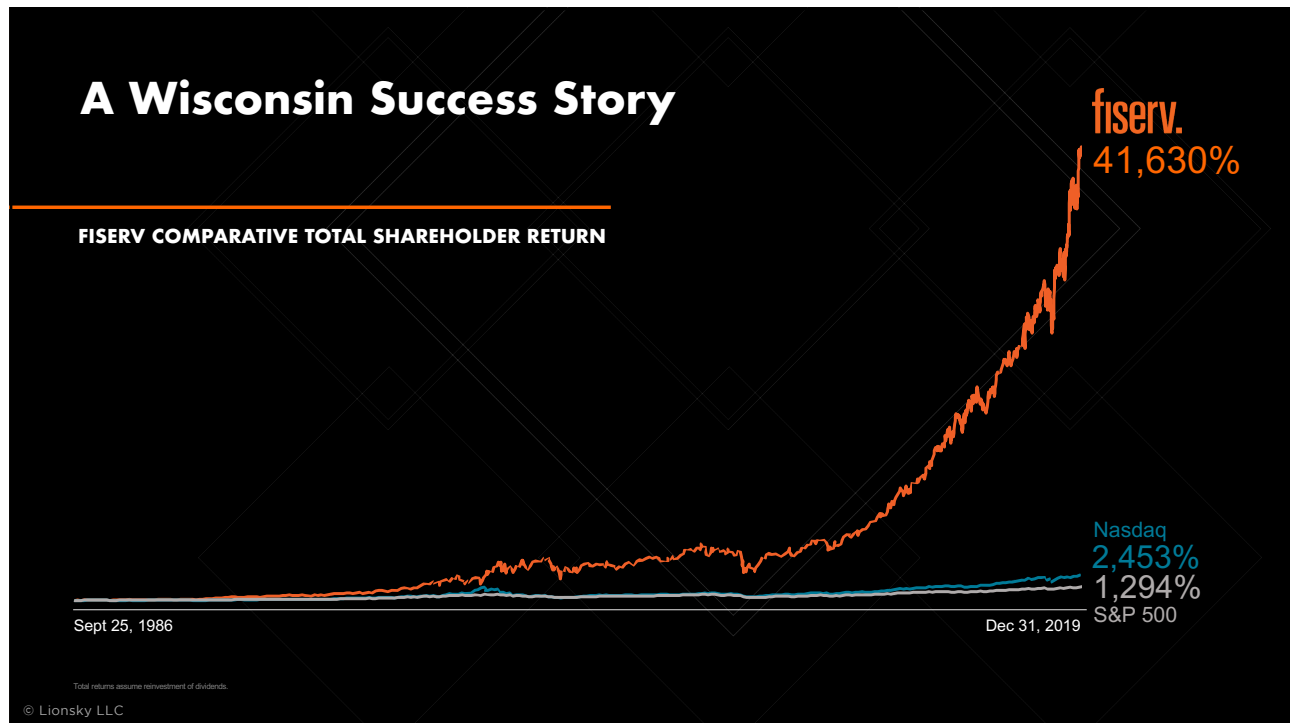 A Wisconsin Success Story
fiserv.
41,630%
FISERV COMPARATIVE TOTAL SHAREHOLDER RETURN
Nasdaq
2,453%
1,294%
S&P 500
Sept 25, 1986
Dec 31, 2019
Total returns assume reinvestment of dividends.
© Lionsky LLC